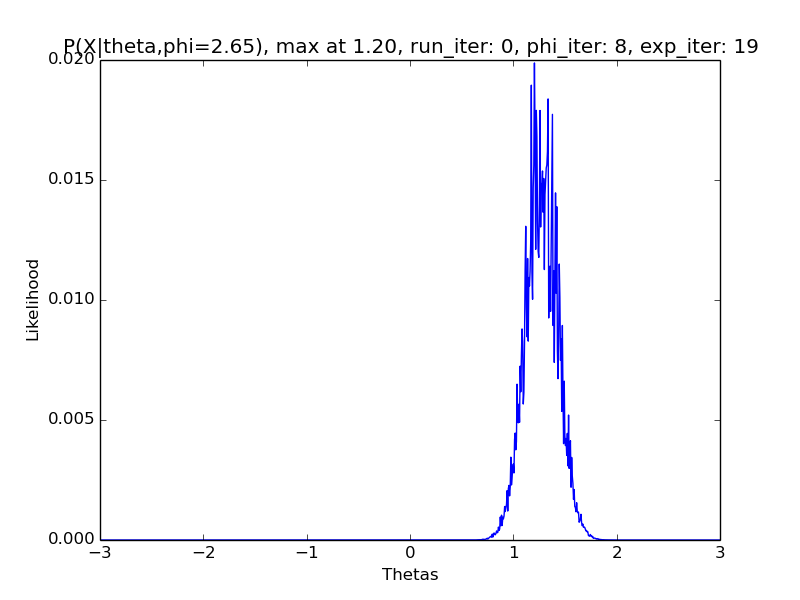 P(X|theta,phi=2.65), max at 1.20, run_iter: 0, phi_iter: 8, exp_iter: 19
0.020
0.015
0.010
0.005
0.000
Likelihood
−3 −2 −1 0 1 2 3
Thetas